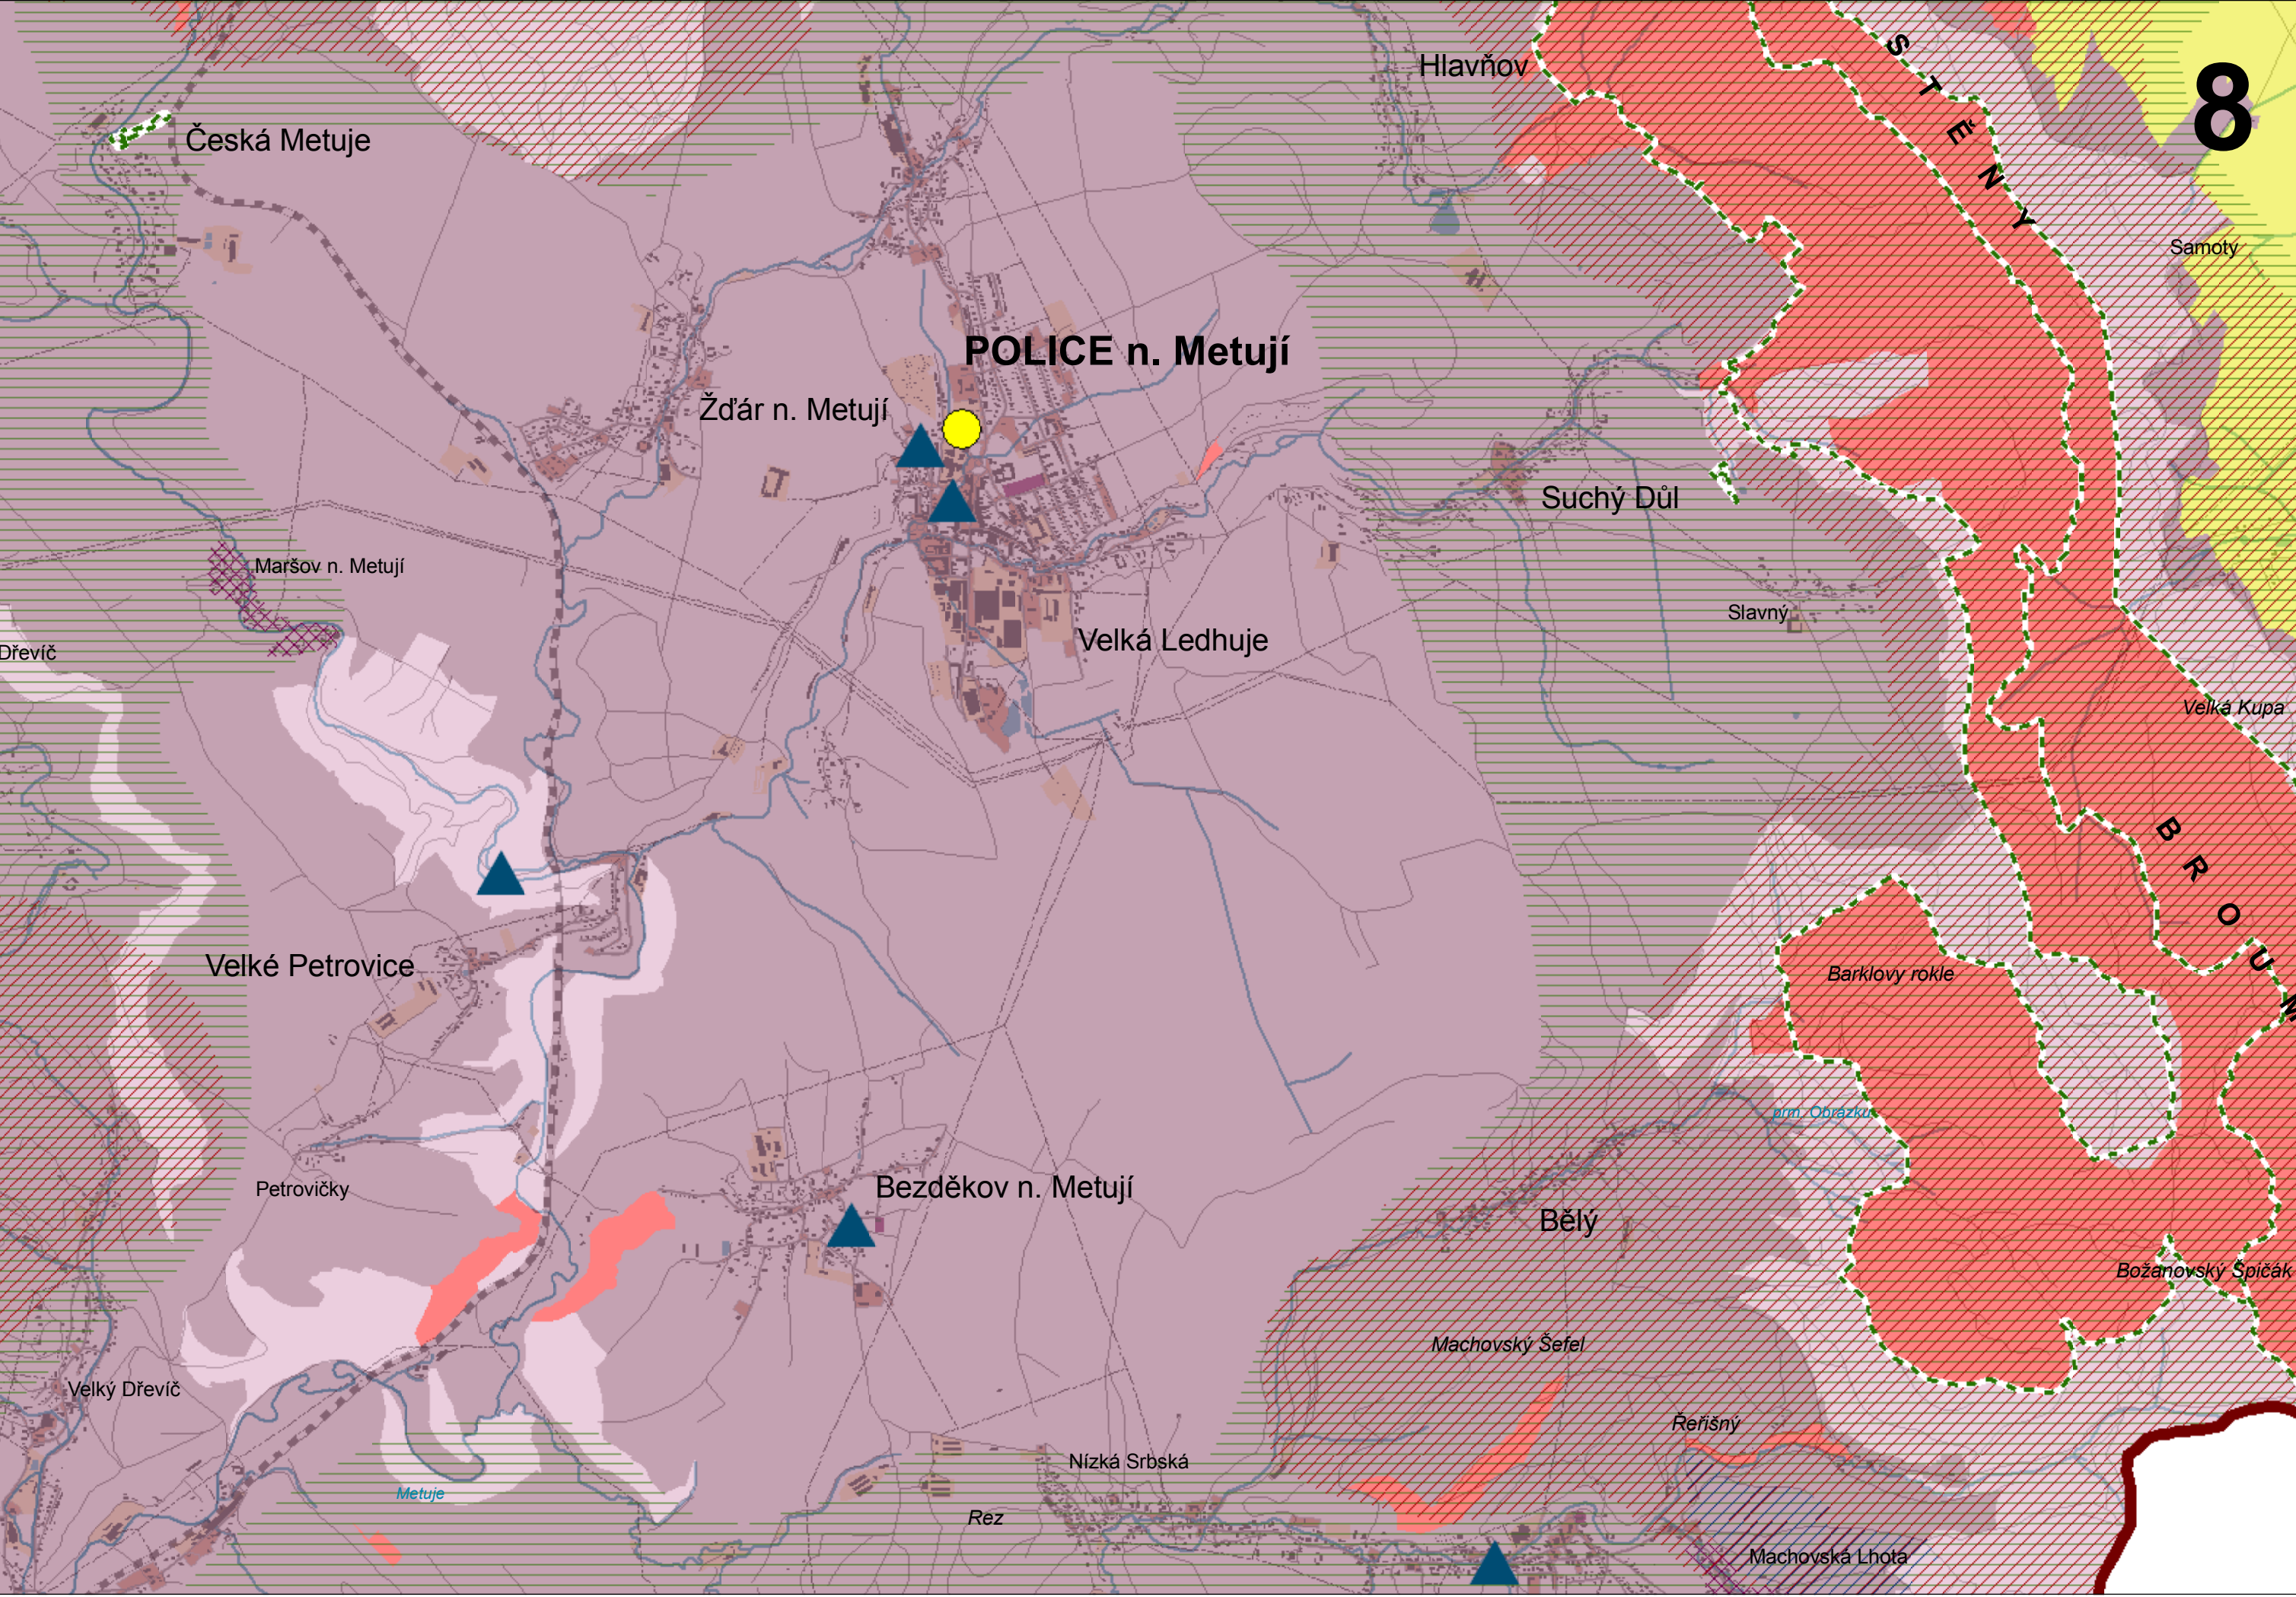 8
Hlavňov
STĚNY
Česká Metuje
Samoty
POLICE n. Metují
Žďár n. Metují
Suchý Důl
Maršov n. Metují
Slavný
Velká Ledhuje
Dřevíč
Velká Kupa
BROUM
Velké Petrovice
Barklovy rokle
prm. Obrázku
Petrovičky
Bezděkov n. Metují
Bělý
Božanovský Špičák
Machovský Šefel
Velký Dřevíč
Řeřišný
Nízká Srbská
Metuje
Rez
Machovská Lhota